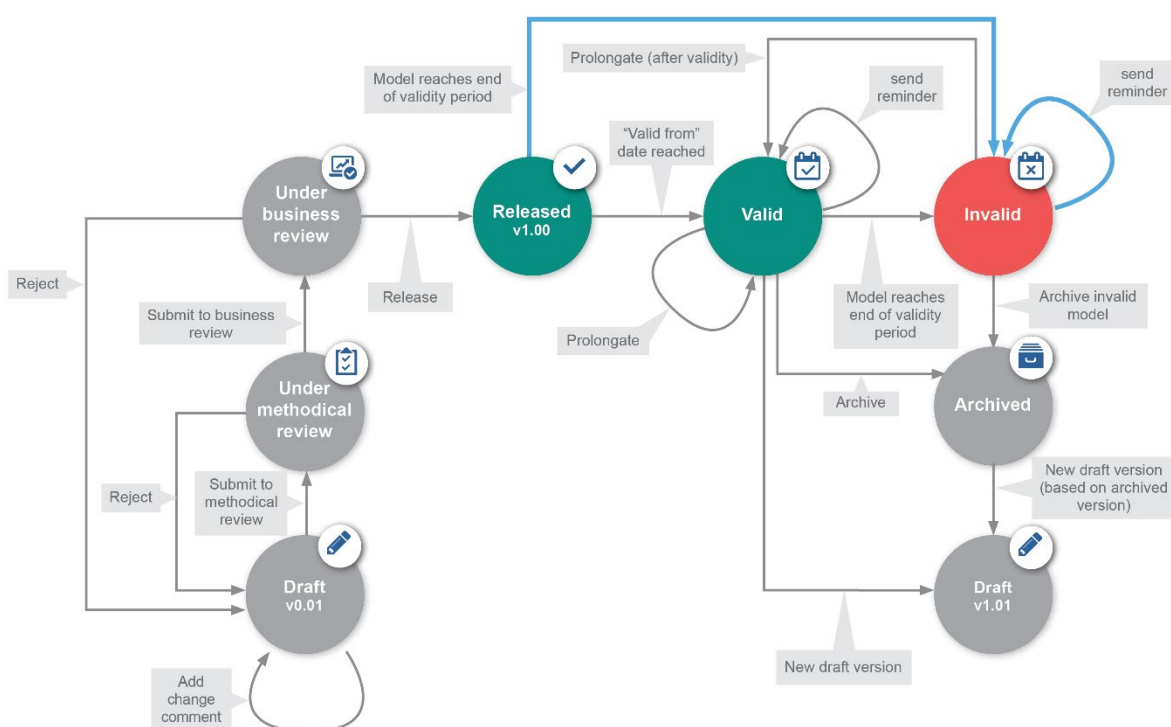 Prolongate (after validity)
Model reaches end
of validity period
send
reminder
send
reminder
“Valid from”
date reached
Under
business
review
Released
v1.00
Valid
Invalid
Reject
Release
Submit to business
review
Prolongate
Model reaches
end of validity
period
Archive invalid
model
Under
methodical
review
Archive
Archived
Reject
Submit to
methodical
review
New draft version
(based on archived
version)
Draft
v0.01
Draft
v1.01
New draft version
Add
change
comment